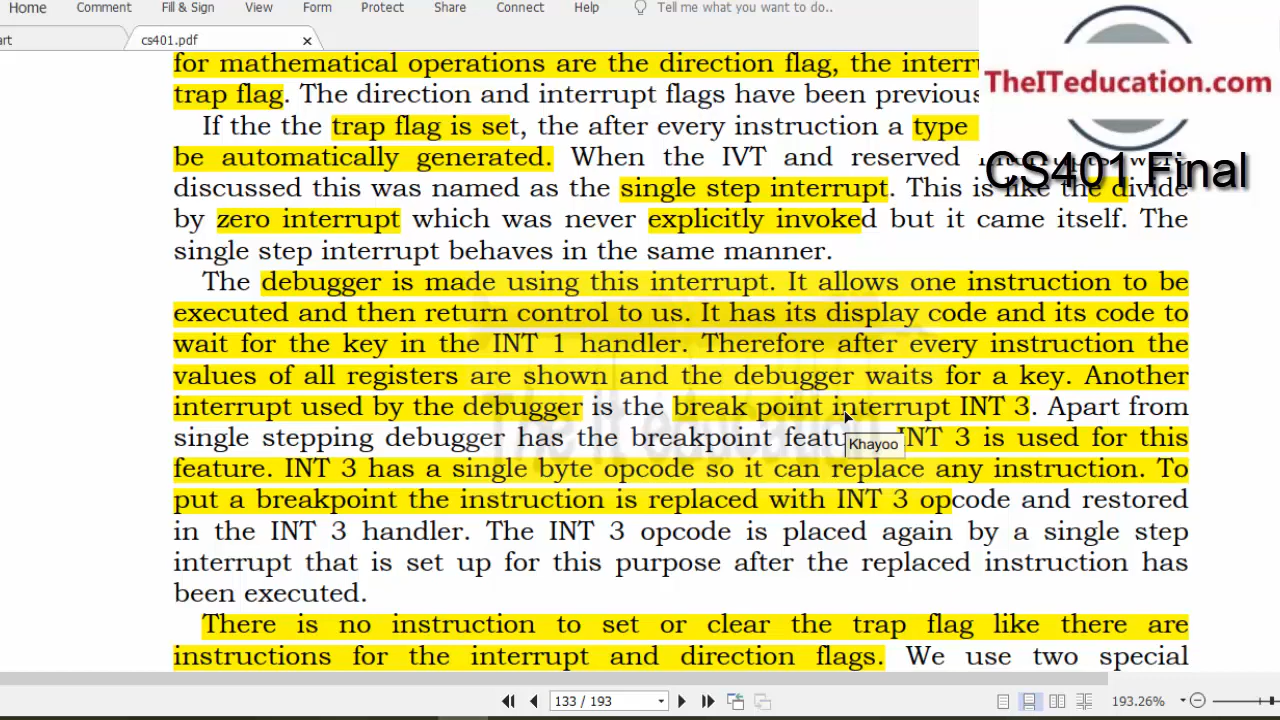 Home Comment Fill & Sign View Form Protect Share Connect Help Tell me what you want to do..
art cs401.pdf ×
TheITeducation.com
CS401 Final
for mathematical operations are the direction flag, the interru
trap flag. The direction and interrupt flags have been previous
If the the trap flag is set, the after every instruction a type
be automatically generated. When the IVT and reserved interrupts were
discussed this was named as the single step interrupt. This is like the divide
by zero interrupt which was never explicitly invoked but it came itself. The
single step interrupt behaves in the same manner.
The debugger is made using this interrupt. It allows one instruction to be
executed and then return control to us. It has its display code and its code to
wait for the key in the INT 1 handler. Therefore after every instruction the
values of all registers are shown and the debugger waits for a key. Another
interrupt used by the debugger is the break point interrupt INT 3. Apart from
single stepping debugger has the breakpoint featu INT 3 is used for this
Khayoo
feature. INT 3 has a single byte opcode so it can replace any instruction. To
put a breakpoint the instruction is replaced with INT 3 opcode and restored
in the INT 3 handler. The INT 3 opcode is placed again by a single step
interrupt that is set up for this purpose after the replaced instruction has
been executed.
There is no instruction to set or clear the trap flag like there are
instructions for the interrupt and direction flags. We use two special
The It education
133 / 193 193.26%